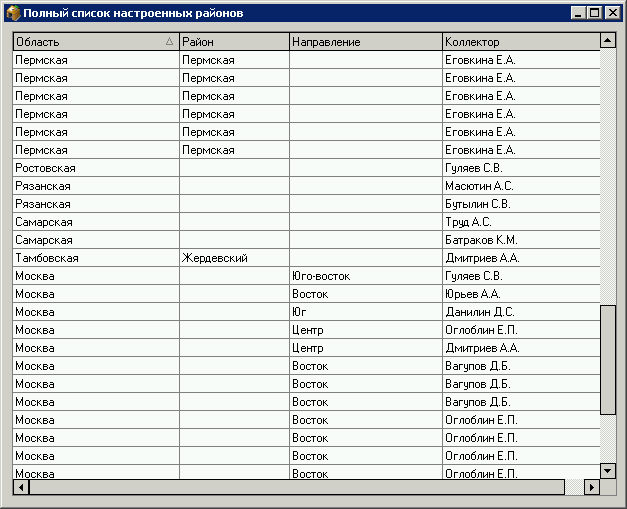 Полный список настроенных районов
Область Район Направление Коллектор
Пермская Пермская Еговкина Е.А.
Пермская Пермская Еговкина Е.А.
Пермская Пермская Еговкина Е.А.
Пермская Пермская Еговкина Е.А.
Пермская Пермская Еговкина Е.А.
Пермская Пермская Еговкина Е.А.
Ростовская Гуляев С.В.
Рязанская Масютин А.С.
Рязанская Бутылин С.В.
Самарская Труд А.С.
Самарская Батраков К.М.
Тамбовская Жердевский Дмитриев А.А.
Москва Юго-восток Гуляев С.В.
Москва Восток Юрьев А.А.
Москва Юг Данилин Д.С.
Москва Центр Оглоблин Е.П.
Москва Центр Дмитриев А.А.
Москва Восток Вагупов Д.Б.
Москва Восток Вагупов Д.Б.
Москва Восток Вагупов Д.Б.
Москва Восток Оглоблин Е.П.
Москва Восток Оглоблин Е.П.
Москва Восток Оглоблин Е.П.
Москва Восток Оглоблин Е.П.